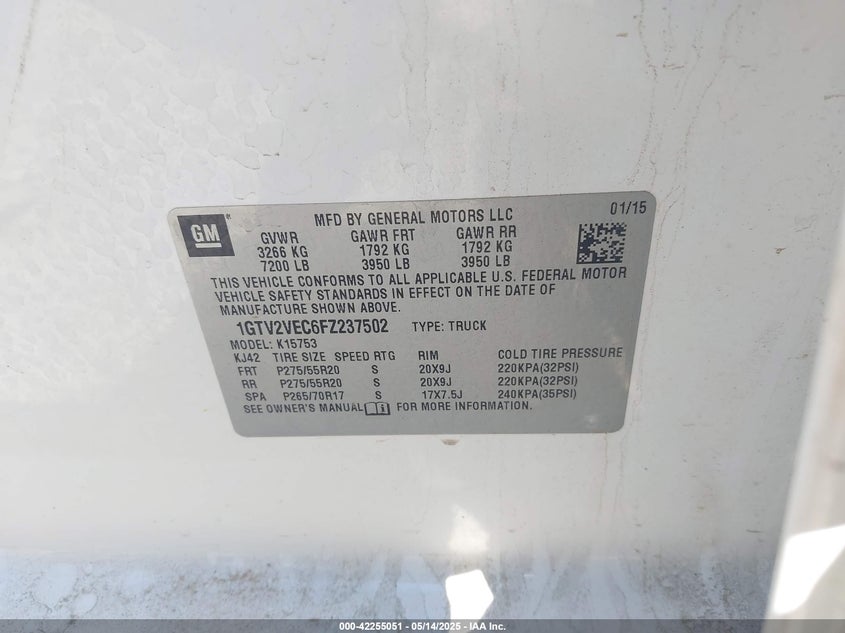 GM
MFD BY GENERAL MOTORS LLC 01/15
GVWR GAWR FRT GAWR RR
3266 KG 1792 KG 1792 KG
7200 LB 3950 LB 3950 LB
THIS VEHICLE CONFORMS TO ALL APPLICABLE U.S. FEDERAL MOTOR
VEHICLE SAFETY STANDARDS IN EFFECT ON THE DATE OF
MANUFACTURE SHOWN ABOVE.
1GTV2VEC6FZ237502 TYPE: TRUCK
MODEL: K15753
KJ42 TIRE SIZE SPEED RTG RIM COLD TIRE PRESSURE
FRT P275/55R20 S 20X9J 220KPA(32PSI)
RR P275/55R20 S 20X9J 220KPA(32PSI)
SPA P265/70R17 S 17X7.5J 240KPA(35PSI)
SEE OWNER'S MANUAL FOR MORE INFORMATION.
000-42255051 - 05/14/2025 - IAA Inc.